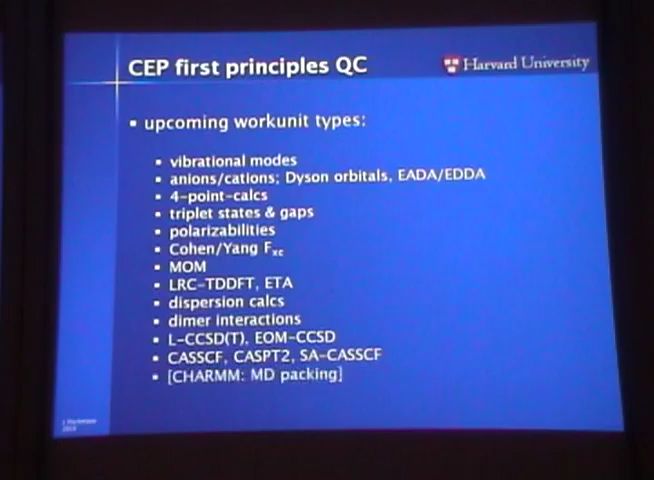 CEP first principles QC
Harvard University
▪ upcoming workunit types:
▪ vibrational modes
▪ anions/cations; Dyson orbitals, EADA/EDDA
▪ 4-point-calcs
▪ triplet states & gaps
▪ polarizabilities
▪ Cohen/Yang Fxc
▪ MOM
▪ LRC-TDDFT, ETA
▪ dispersion calcs
▪ dimer interactions
▪ L-CCSD(T), EOM-CCSD
▪ CASSCF, CASPT2, SA-CASSCF
▪ [CHARMM: MD packing]